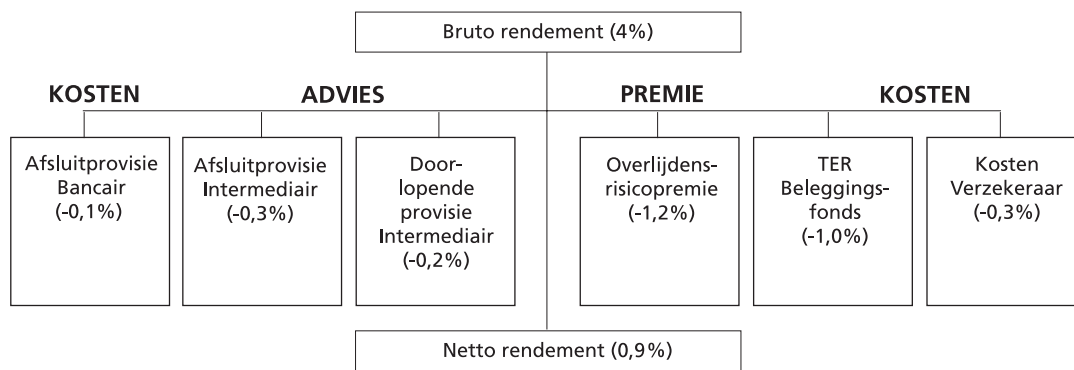 Bruto rendement (4%)
KOSTEN
ADVIES
PREMIE
KOSTEN
Afsluitprovisie
Bancair
(-0,1%)
Afsluitprovisie
Intermediair
(-0,3%)
Door-
lopende
provisie
Intermediair
(-0,2%)
Overlijdens-
risicopremie
(-1,2%)
TER
Beleggings-
fonds
(-1,0%)
Kosten
Verzekeraar
(-0,3%)
Netto rendement (0,9%)